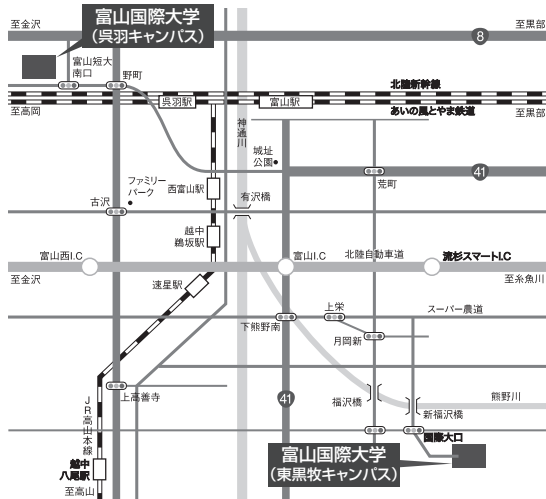 至金沢
富山国際大学
(呉羽キャンパス)
至黒部
8
富山短大
南口
野町
北陸新幹線
呉羽駅
富山駅
至高岡
あいの風とやま鉄道
至黒部
神通川
城址
公園
41
荒町
ファミリー
パーク
西富山駅
有沢橋
古沢
越中
鵜坂駅
富山西I.C
富山I.C
北陸自動車道
流杉スマートI.C
至金沢
至糸魚川
速星駅
上栄
スーパー農道
下熊野南
月岡新
上高善寺
41
福沢橋
熊野川
新福沢橋
JR高山本線
国際大口
富山国際大学
(東黒牧キャンパス)
越中
八尾駅
至高山